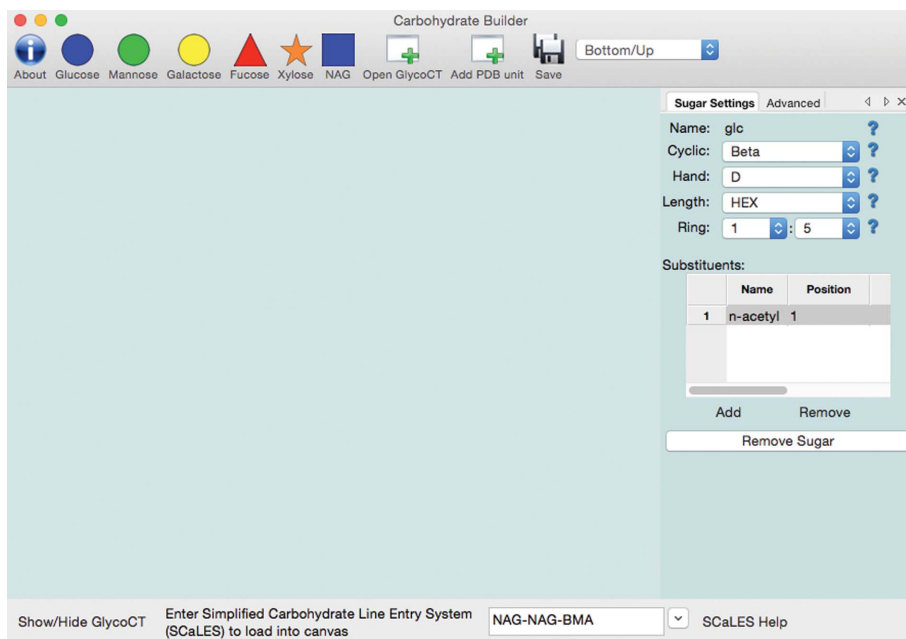 Carbohydrate Builder
About Glucose Mannose Galactose Fucose Xylose NAG Open GlycoCT Add PDB unit Save Bottom/Up
Sugar Settings Advanced
Name: glc ?
Cyclic: Beta ?
Hand: D ?
Length: HEX ?
Ring: 1 : 5 ?
Substituents:
Name Position
1 n-acetyl 1
Add Remove
Remove Sugar
Show/Hide GlycoCT
Enter Simplified Carbohydrate Line Entry System
(SCaLES) to load into canvas
NAG-NAG-BMA
SCaLES Help